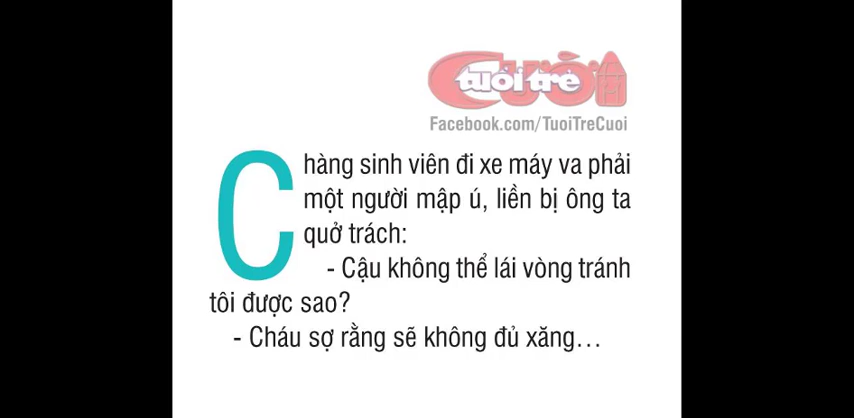 tuổi trẻ
Cười
Facebook.com/TuoiTreCuoi
Chàng sinh viên đi xe máy va phải
một người mập ú, liền bị ông ta
quở trách:
- Cậu không thể lái vòng tránh
tôi được sao?
- Cháu sợ rằng sẽ không đủ xăng...